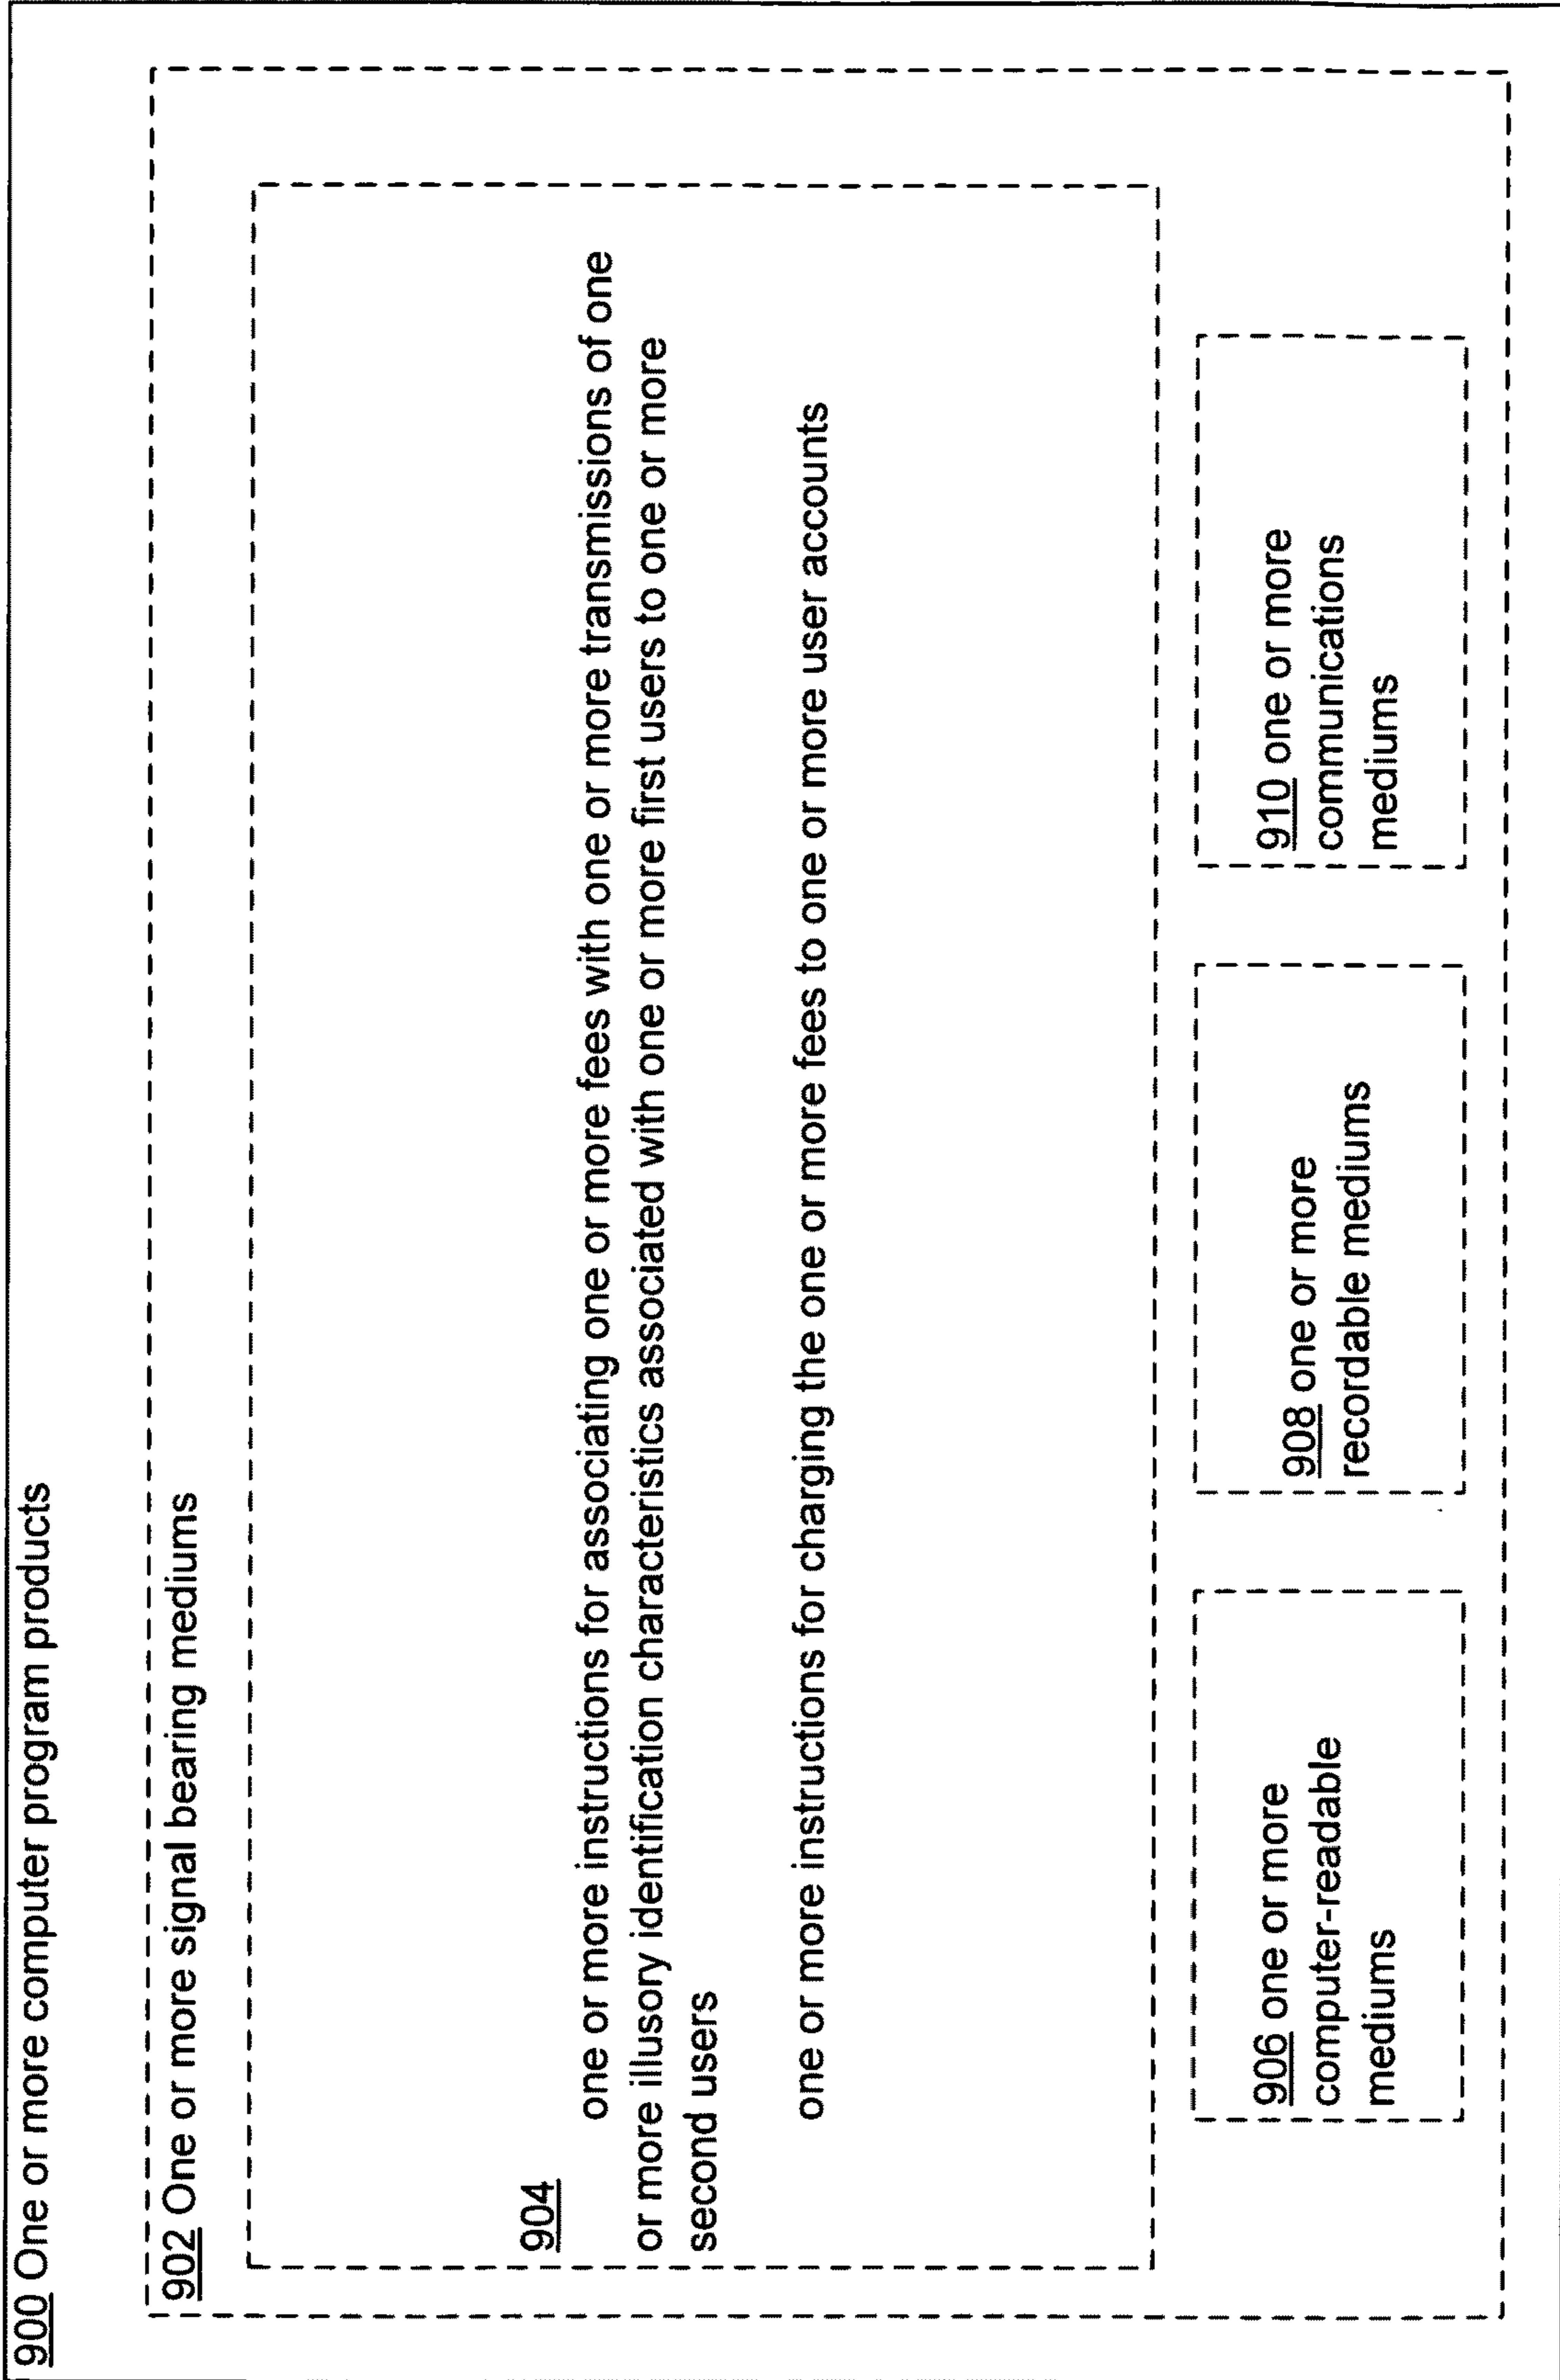 900 One or more computer program products
902 One or more signal bearing mediums
904
one or more instructions for associating one or more fees with one or more transmissions of one
or more illusory identification characteristics associated with one or more first users to one or more
second users
one or more instructions for charging the one or more fees to one or more user accounts
906 one or more
computer-readable
mediums
908 one or more
recordable mediums
910 one or more
communications
mediums